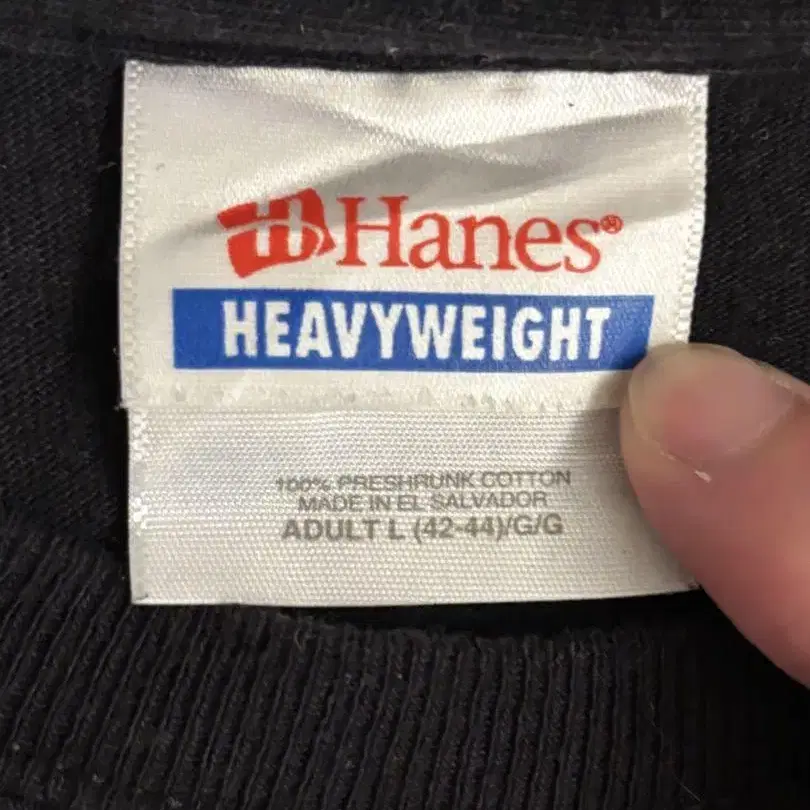 H Hanes®
HEAVYWEIGHT
100% PRESHRUNK COTTON
MADE IN EL SALVADOR
ADULT L (42-44)/G/G